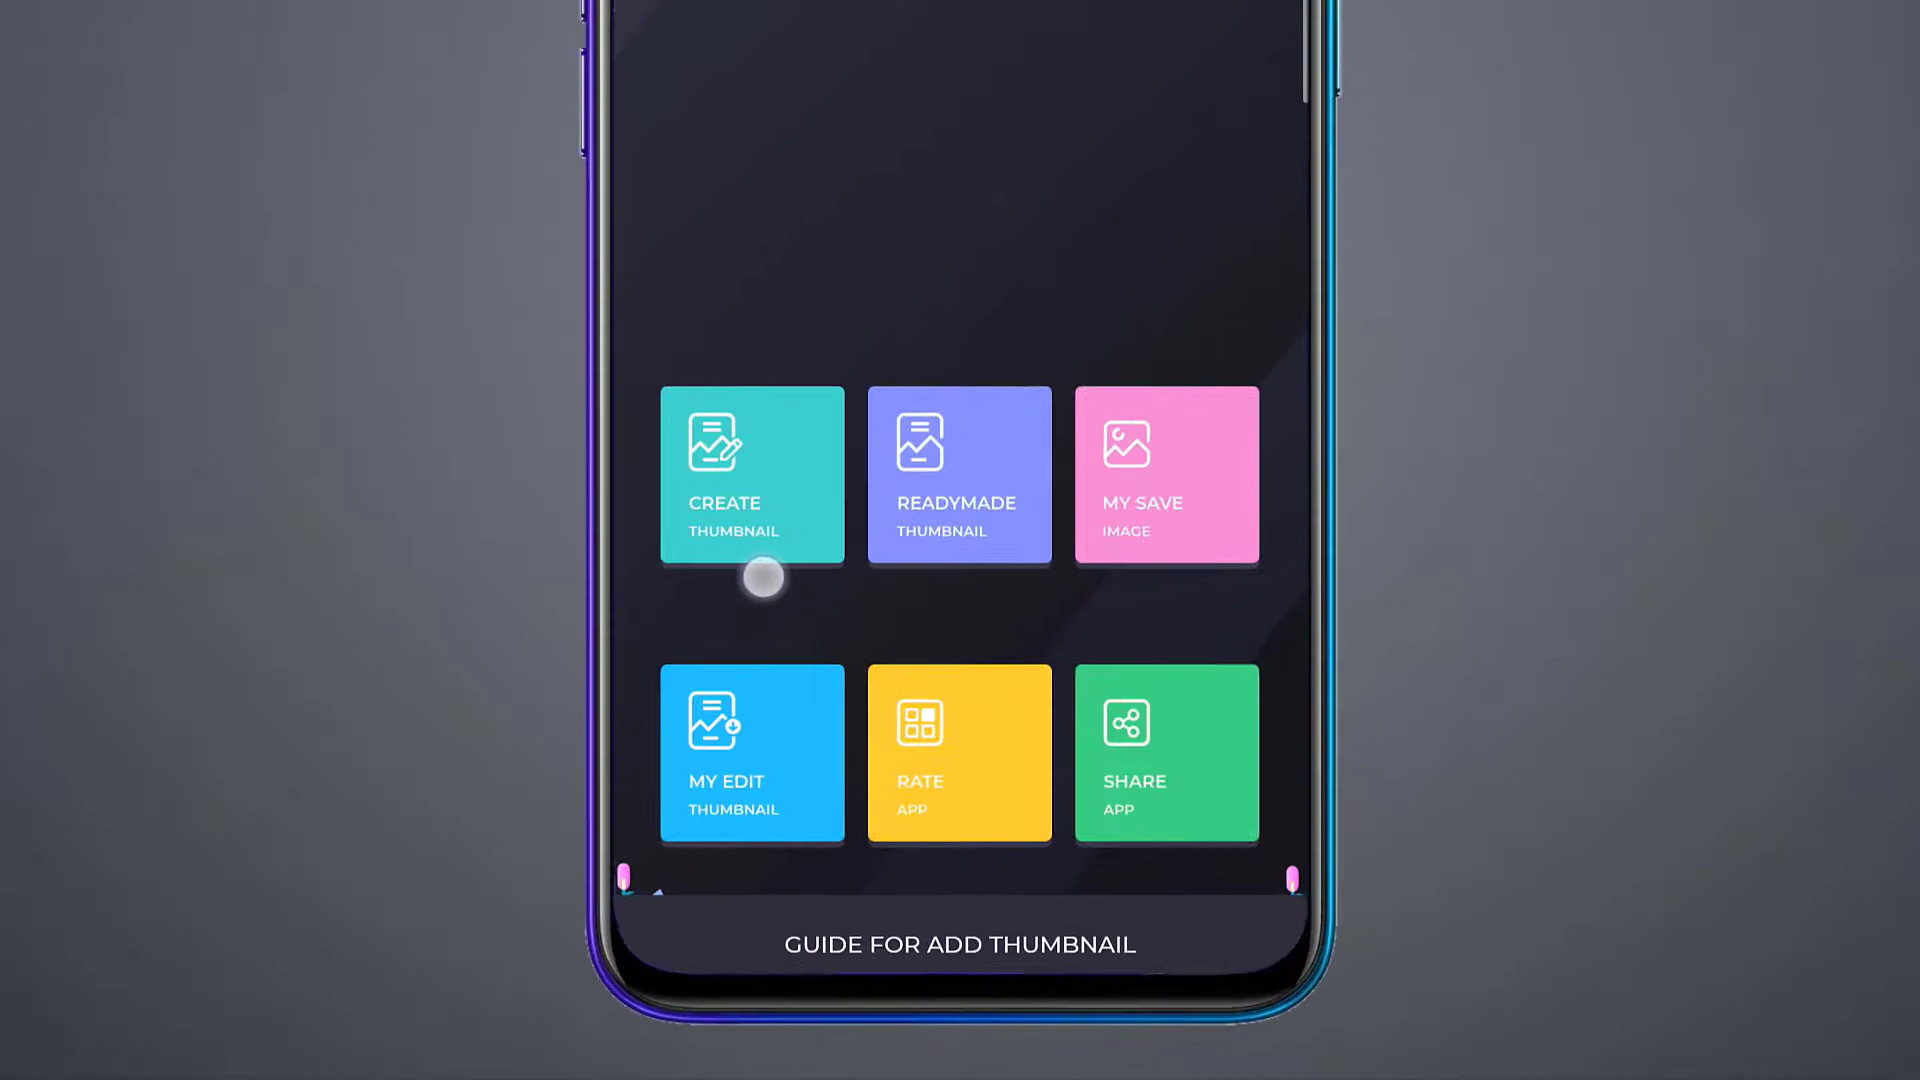 CREATE
THUMBNAIL
READYMADE
THUMBNAIL
MY SAVE
IMAGE
MY EDIT
THUMBNAIL
RATE
APP
SHARE
APP
GUIDE FOR ADD THUMBNAIL